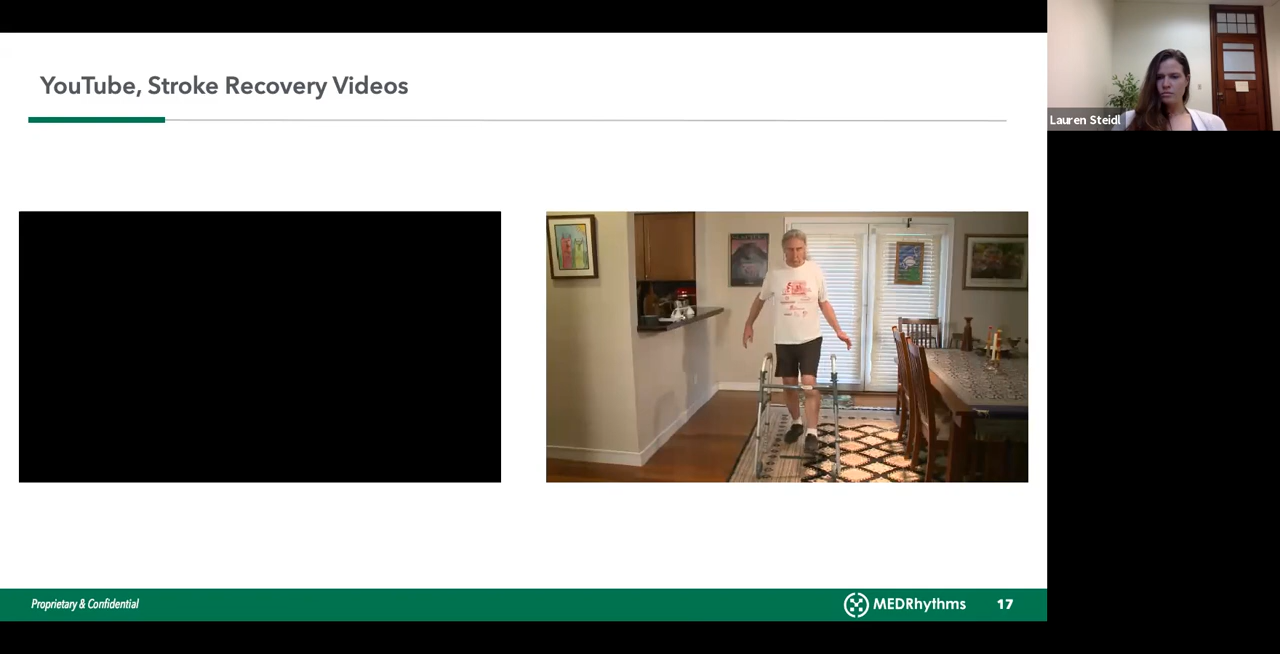 YouTube, Stroke Recovery Videos
Lauren Steidl
Proprietary & Confidential
MEDRhythms
17